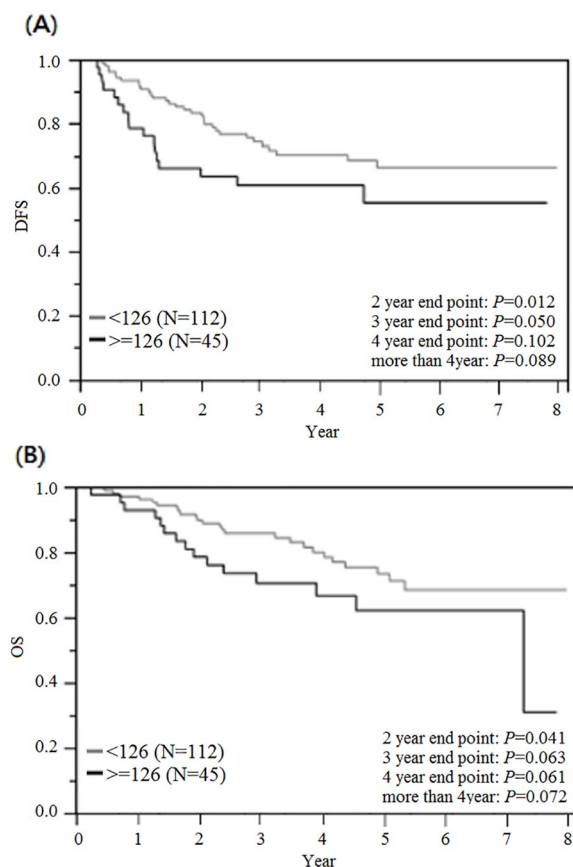 (A)
1.0
0.8
0.6
0.4
0.2
0.0
DFS
<126 (N=112)
>=126 (N=45)
2 year end point: P=0.012
3 year end point: P=0.050
4 year end point: P=0.102
more than 4year: P=0.089
0 1 2 3 4 5 6 7 8
Year
(B)
1.0
0.8
0.6
0.4
0.2
0.0
OS
<126 (N=112)
>=126 (N=45)
2 year end point: P=0.041
3 year end point: P=0.063
4 year end point: P=0.061
more than 4year: P=0.072
0 1 2 3 4 5 6 7 8
Year